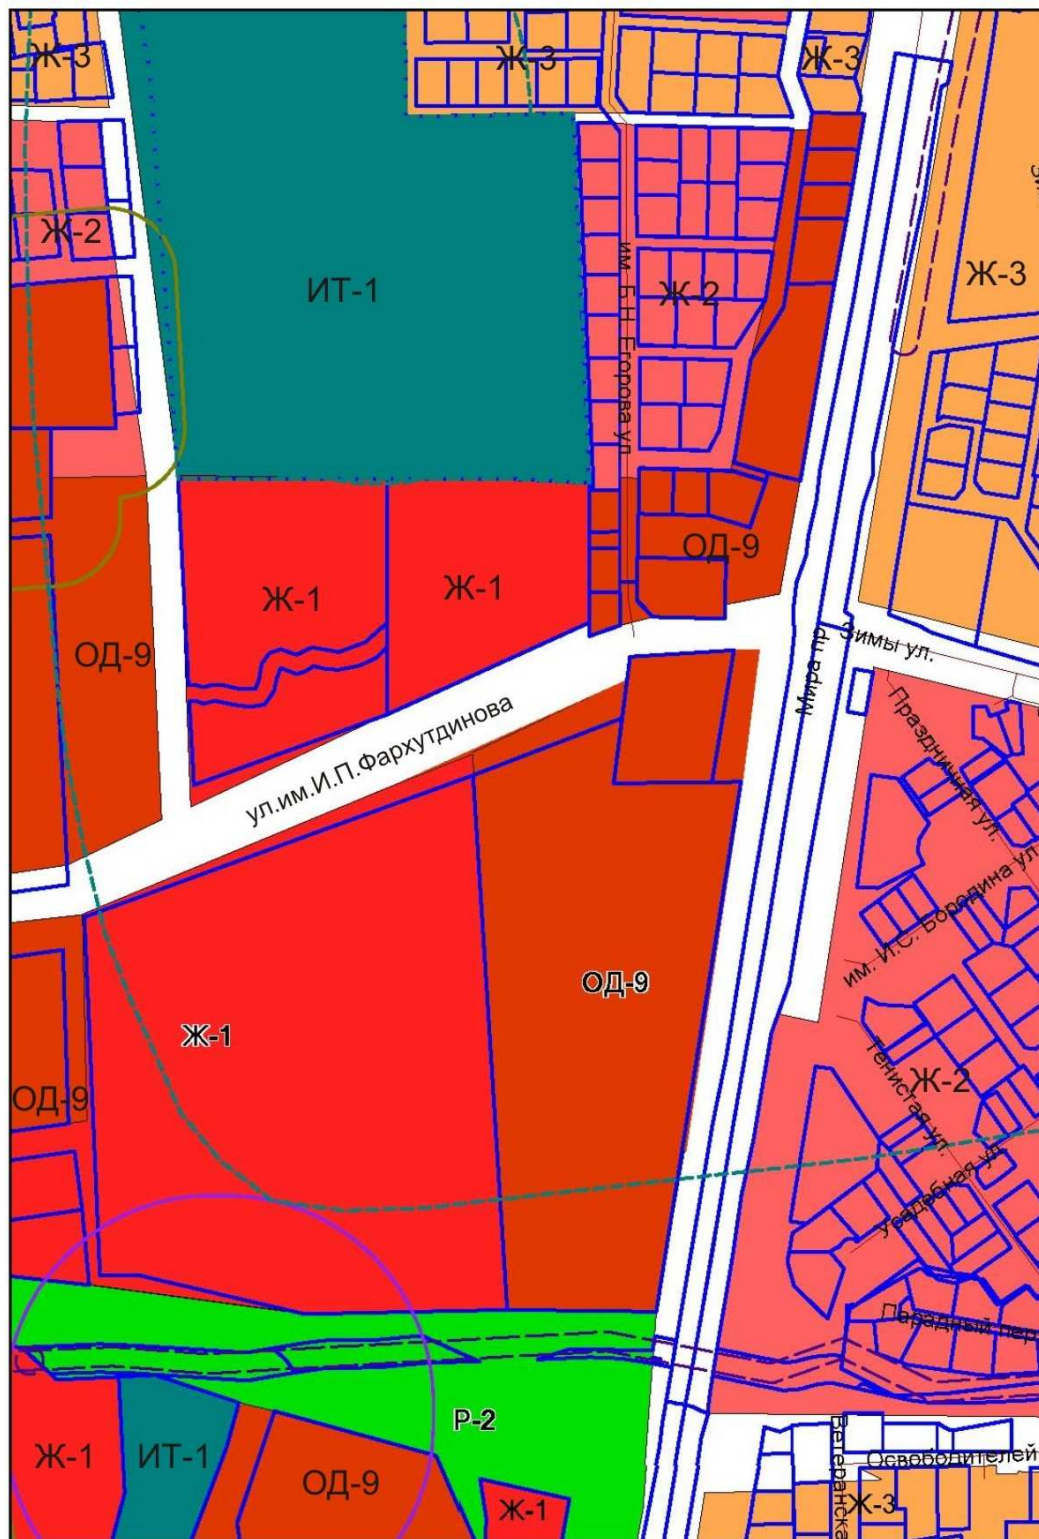 Ж-3
Ж-3
Ж-3
Ж-2
ИТ-1
им. Б.Н. Егорова ул.
Ж-2
Ж-3
Ж-1
Ж-1
ОД-9
ОД-9
Мира пр.
Зимы ул.
ул.им.И.П.Фархутдинова
Праздничная ул.
им. И.С. Бородина ул.
ОД-9
Ж-1
Тенистая ул.
Ж-2
ОД-9
Усадебная ул.
Парадный пер
Р-2
Ж-1
ИТ-1
ОД-9
Ж-1
Ветеранска
Освободителей
Ж-3